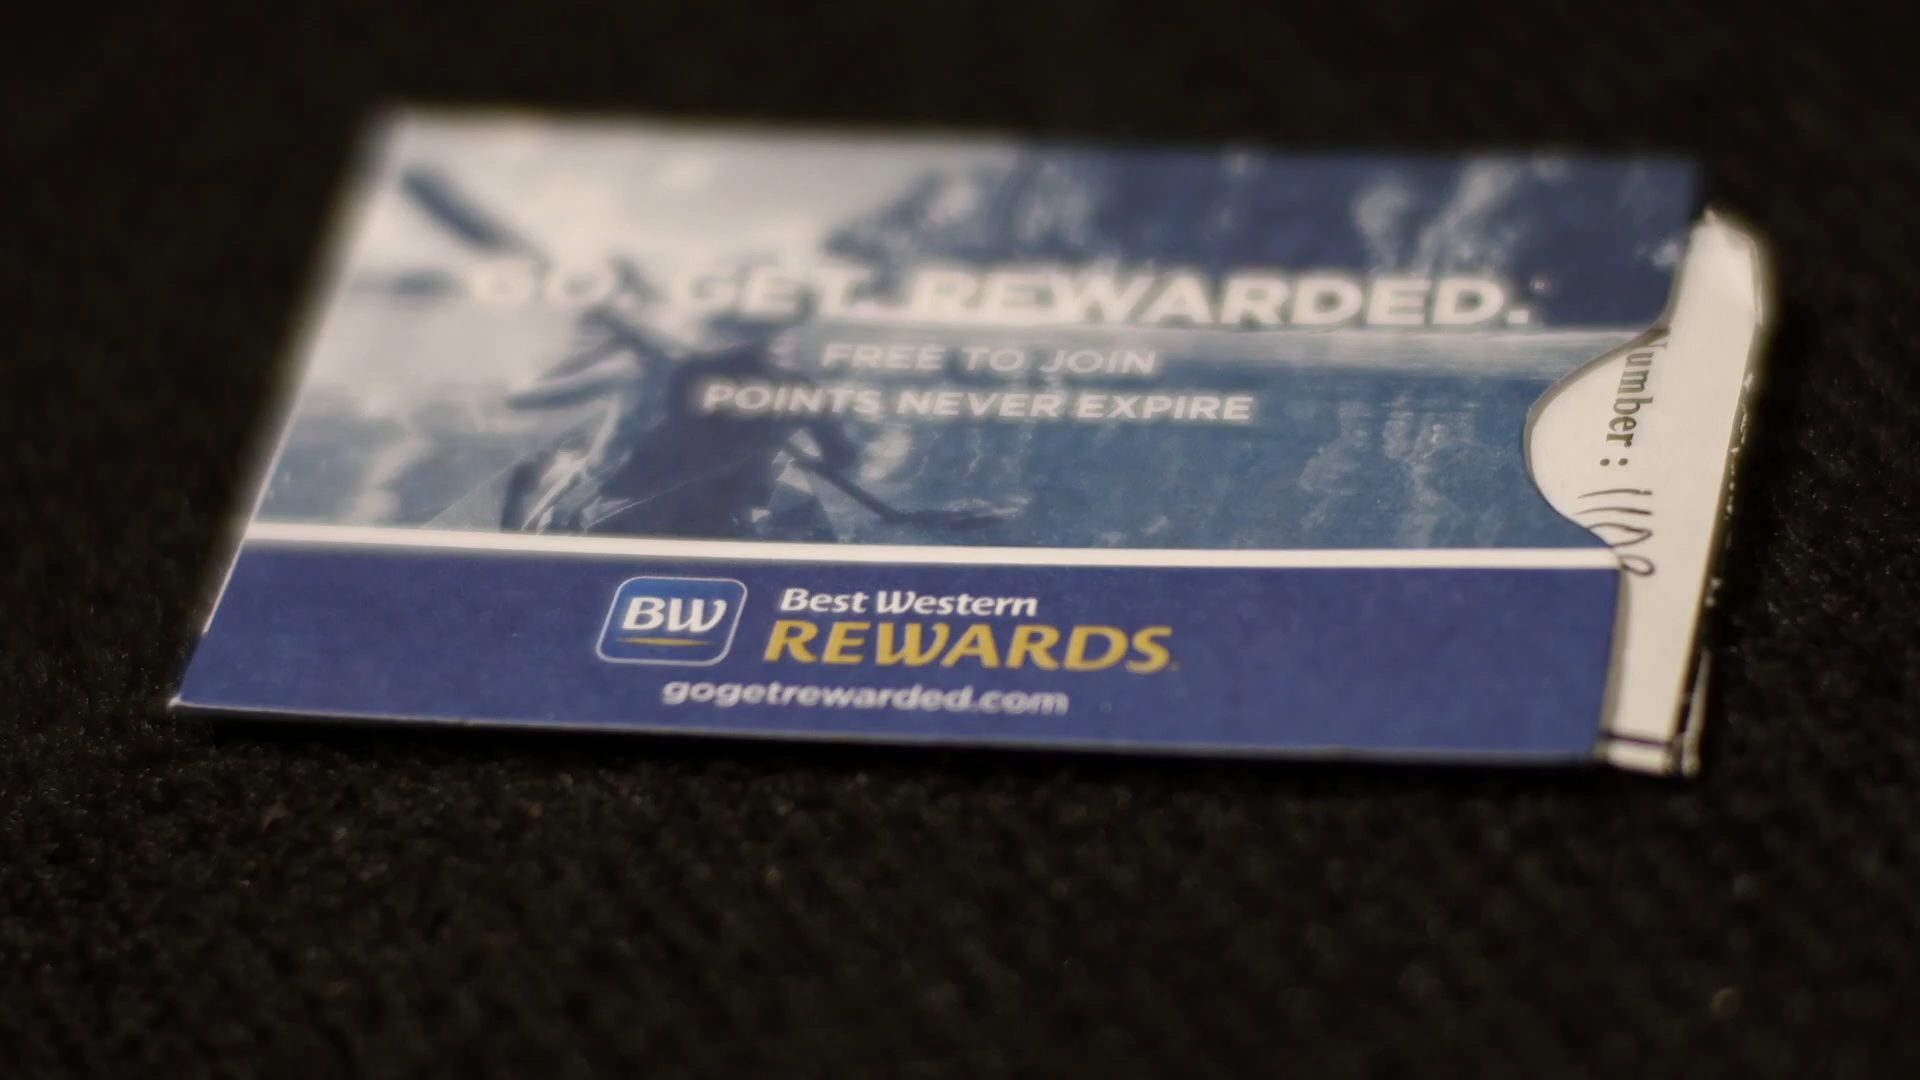 GO. GET. REWARDED.
FREE TO JOIN
POINTS NEVER EXPIRE
BW
Best Western
REWARDS
gogetrewarded.com
Number: